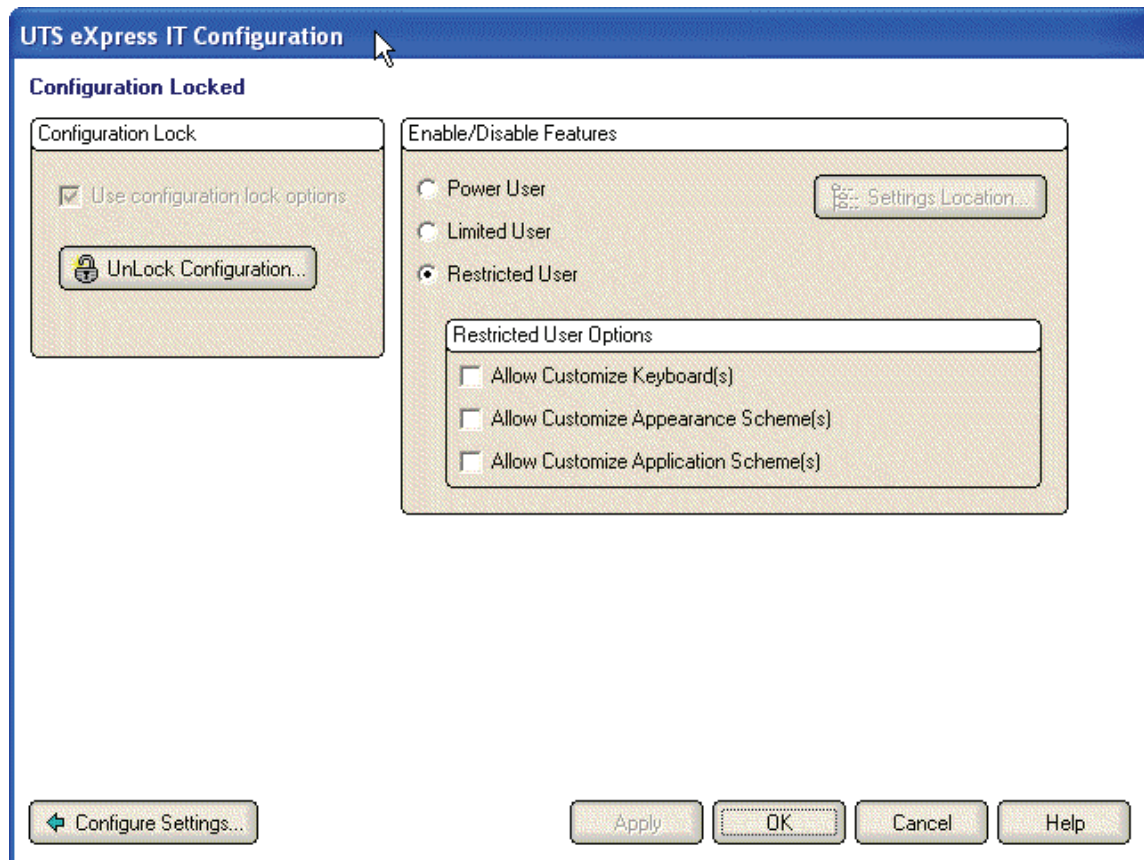 UTS eXpress IT Configuration
Configuration Locked
Configuration Lock
Use configuration lock options
UnLock Configuration...
Enable/Disable Features
Power User
Settings Location...
Limited User
Restricted User
Restricted User Options
Allow Customize Keyboard(s)
Allow Customize Appearance Scheme(s)
Allow Customize Application Scheme(s)
Configure Settings...
Apply
OK
Cancel
Help